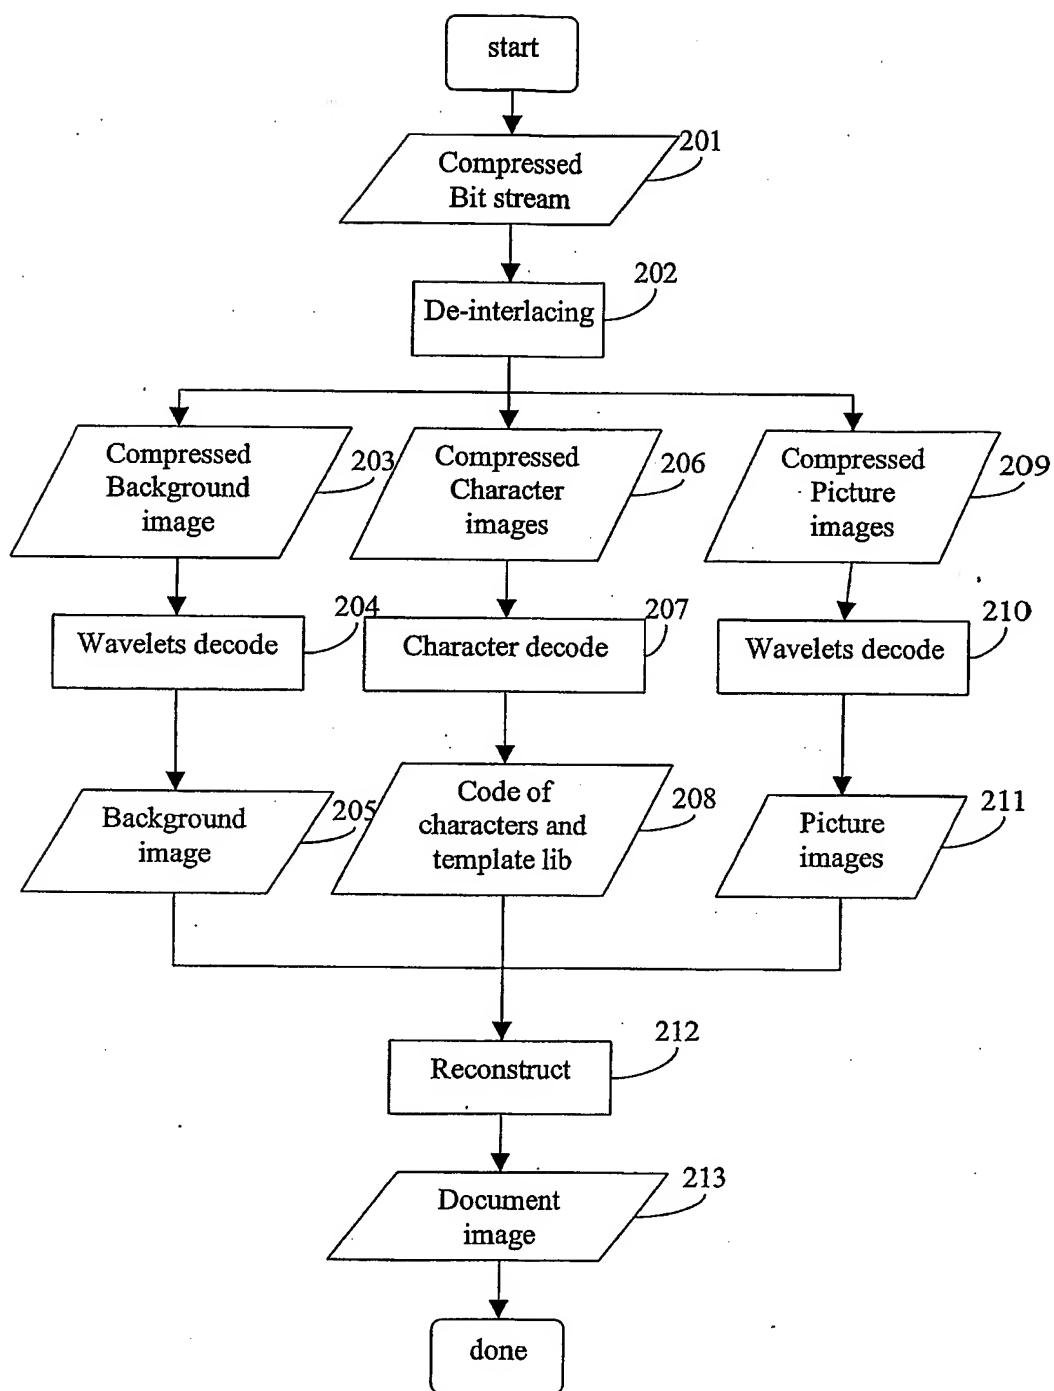 start
201
Compressed
Bit stream
202
De-interlacing
Compressed
Background
image
203
Compressed
Character
images
206
Compressed
Picture
images
209
Wavelets decode
204
Character decode
207
Wavelets decode
210
Background
image
205
Code of
characters and
template lib
208
Picture
images
211
Reconstruct
212
Document
image
213
done